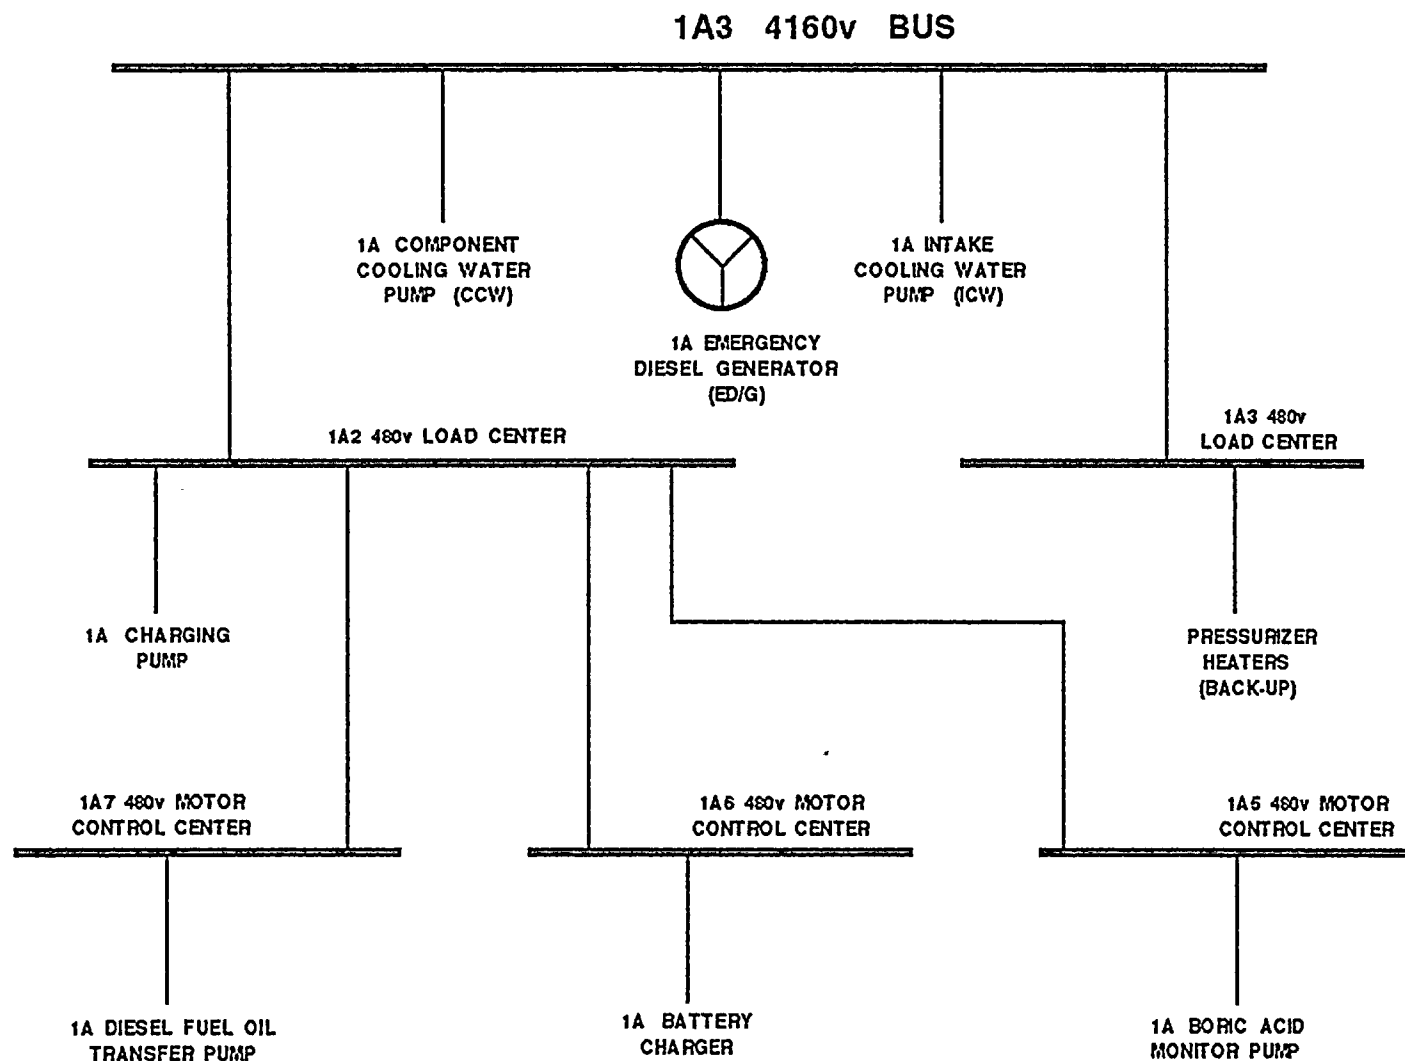 1A3 4160v BUS
1A COMPONENT
COOLING WATER
PUMP (CCW)
1A INTAKE
COOLING WATER
PUMP (ICW)
1A EMERGENCY
DIESEL GENERATOR
(ED/G)
1A2 480v LOAD CENTER
1A3 480v
LOAD CENTER
1A CHARGING
PUMP
PRESSURIZER
HEATERS
(BACK-UP)
1A7 480v MOTOR
CONTROL CENTER
1A6 480v MOTOR
CONTROL CENTER
1A5 480v MOTOR
CONTROL CENTER
1A DIESEL FUEL OIL
TRANSFER PUMP
1A BATTERY
CHARGER
1A BORIC ACID
MONITOR PUMP